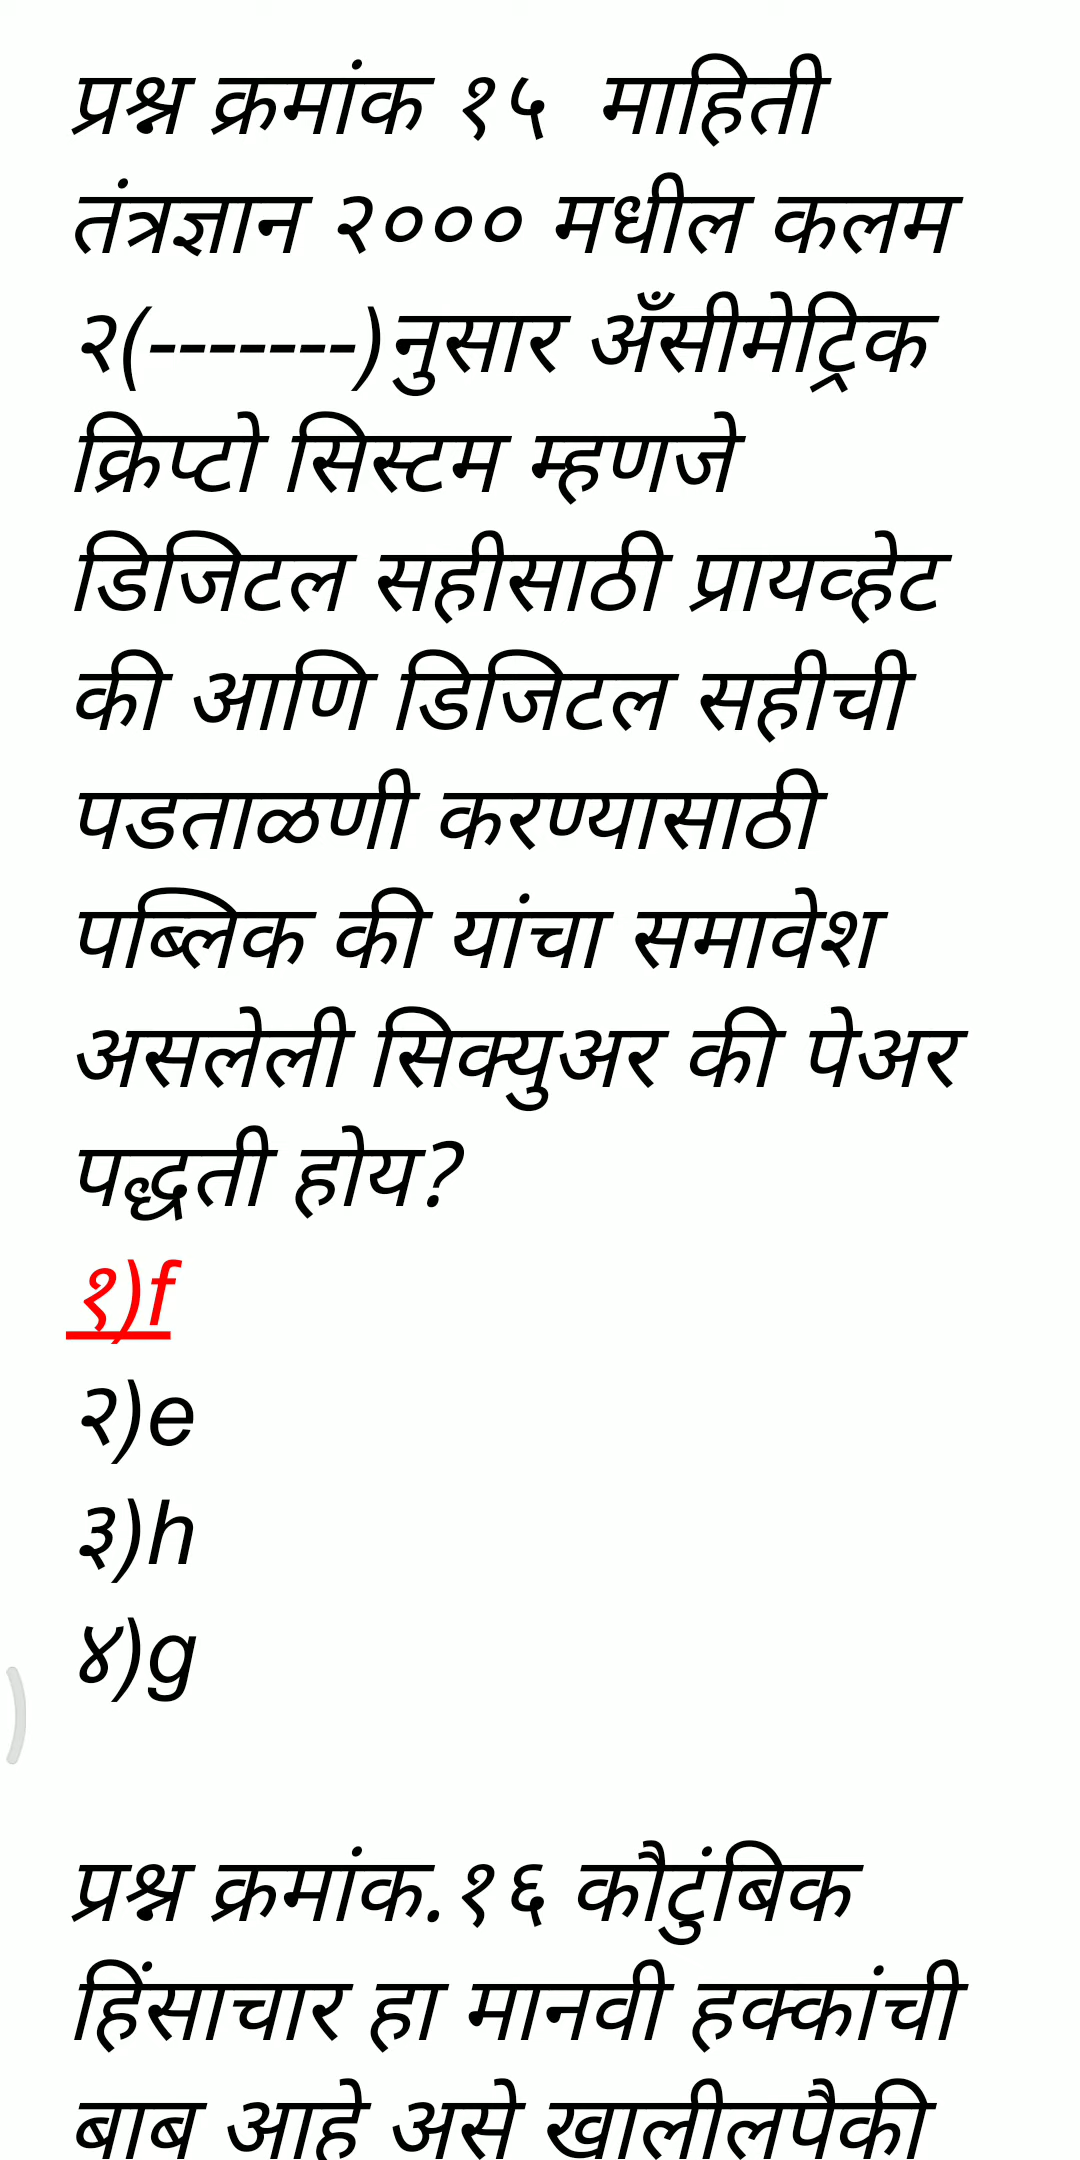 प्रश्न क्रमांक १५ माहिती
तंत्रज्ञान २००० मधील कलम
२(-------)नुसार अँसीमेट्रिक
क्रिप्टो सिस्टम म्हणजे
डिजिटल सहीसाठी प्रायव्हेट
की आणि डिजिटल सहीची
पडताळणी करण्यासाठी
पब्लिक की यांचा समावेश
असलेली सिक्युअर की पेअर
पद्धती होय?
१)f
२)e
३)h
४)g
प्रश्न क्रमांक.१६ कौटुंबिक
हिंसाचार हा मानवी हक्कांची
बाब आहे असे खालीलपैकी